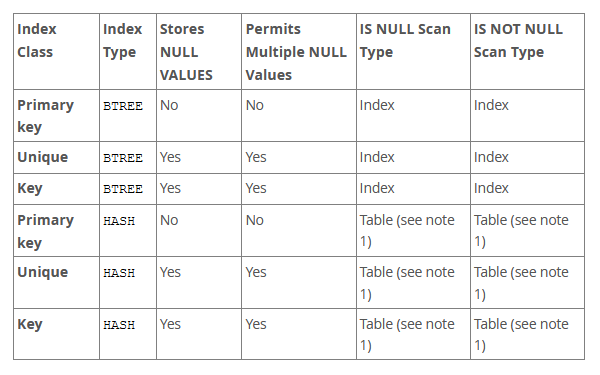 Index Class | Index Type | Stores NULL VALUES | Permits Multiple NULL Values | IS NULL Scan Type | IS NOT NULL Scan Type
Primary key | BTREE | No | No | Index | Index
Unique | BTREE | Yes | Yes | Index | Index
Key | BTREE | Yes | Yes | Index | Index
Primary key | HASH | No | No | Table (see note 1) | Table (see note 1)
Unique | HASH | Yes | Yes | Table (see note 1) | Table (see note 1)
Key | HASH | Yes | Yes | Table (see note 1) | Table (see note 1)